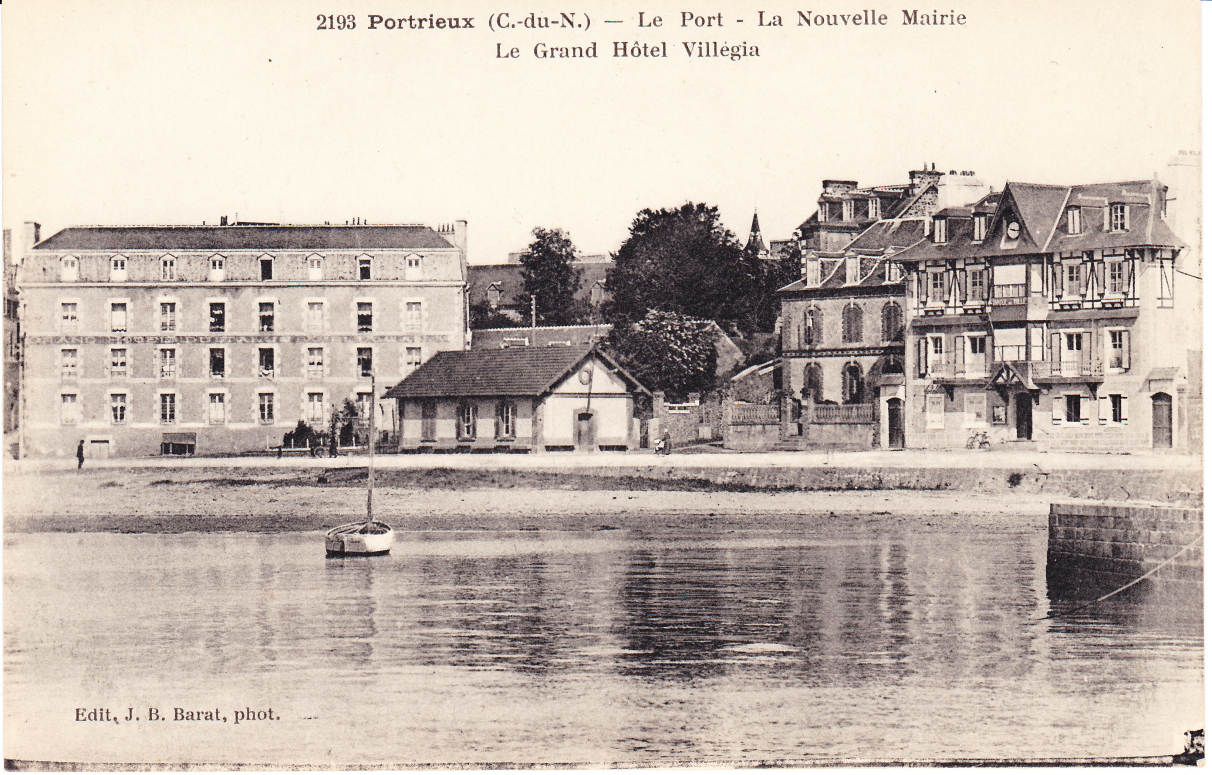 2193 Portrieux (C.-du-N.) — Le Port - La Nouvelle Mairie
Le Grand Hôtel Villégia
Edit. J. B. Barat, phot.